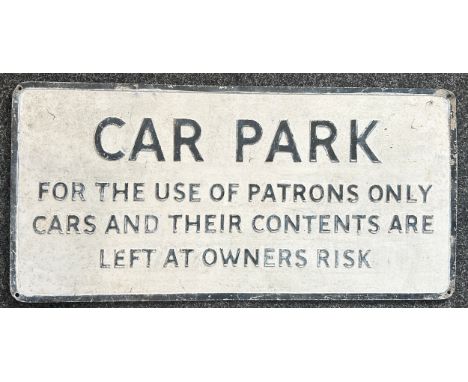 CAR PARK
FOR THE USE OF PATRONS ONLY
CARS AND THEIR CONTENTS ARE
LEFT AT OWNERS RISK